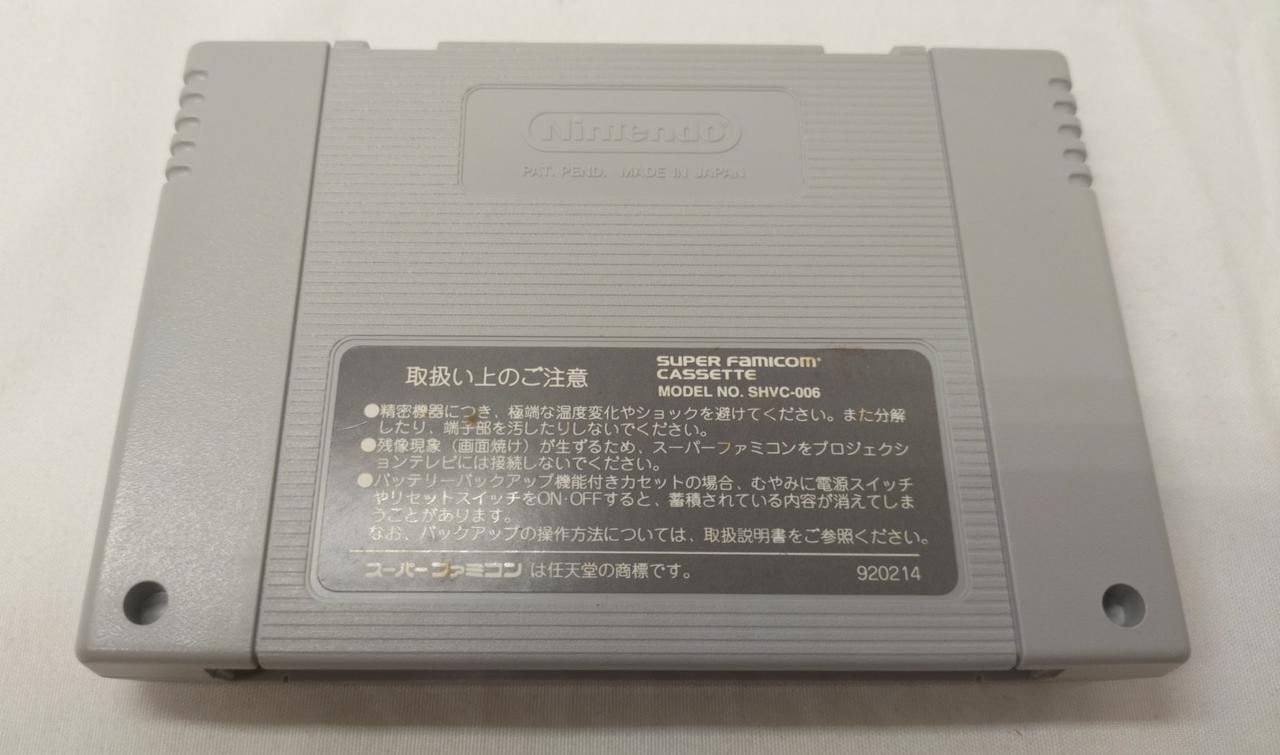 Nintendo®
PAT. PEND. MADE IN JAPAN
取扱い上のご注意
SUPER FAMICOM®
CASSETTE
MODEL NO. SHVC-006
●精密機器につき、極端な温度変化やショックを避けてください。また分解
したり、端子部を汚したりしないでください。
●残像現象（画面焼け）が生ずるため、スーパーファミコンをプロジェクシ
ョンテレビには接続しないでください。
●バッテリーバックアップ機能付きカセットの場合、むやみに電源スイッチ
やリセットスイッチをON·OFFすると、蓄積されている内容が消えてしま
うことがあります。
なお、バックアップの操作方法については、取扱説明書をご参照ください。
スーパーファミコン は任天堂の商標です。
920214